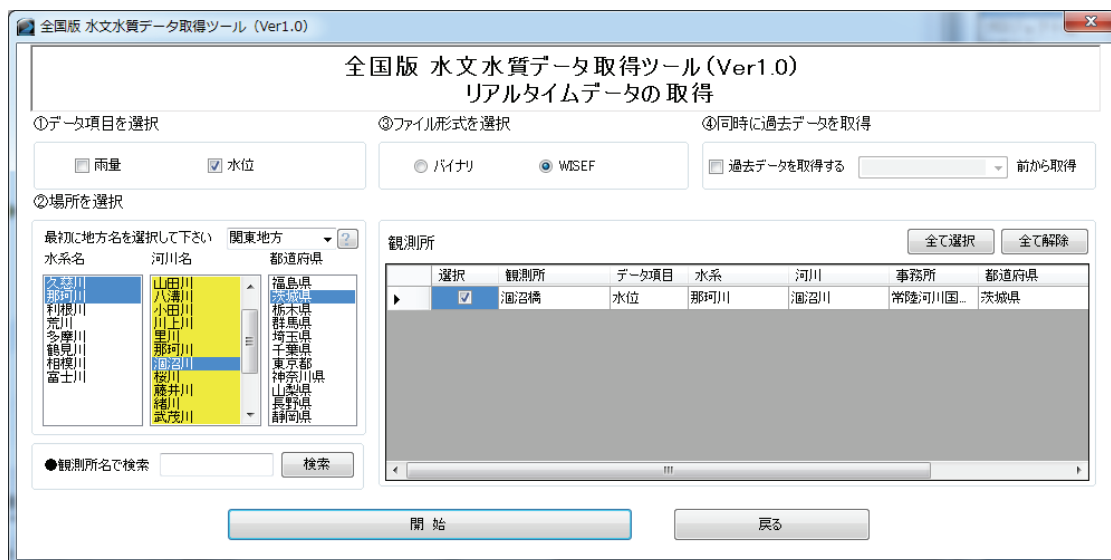 全国版 水文水質データ取得ツール（Ver1.0）
全国版 水文水質データ取得ツール（Ver1.0）
リアルタイムデータの 取得
①データ項目を選択
雨量
水位
③ファイル形式を選択
バイナリ
WISEF
④同時に過去データを取得
過去データを取得する
前から取得
②場所を選択
最初に地方名を選択して下さい
関東地方
?
水系名
久慈川
那珂川
利根川
荒川
多摩川
鶴見川
相模川
富士川
河川名
山田川
八溝川
小田川
川上川
里川
那珂川
涸沼川
桜川
藤井川
緒川
武茂川
都道府県
福島県
茨城県
栃木県
群馬県
埼玉県
千葉県
東京都
神奈川県
山梨県
長野県
静岡県
●観測所名で検索
検索
観測所
全て選択
全て解除
選択 観測所 データ項目 水系 河川 事務所 都道府県
涸沼橋 水位 那珂川 涸沼川 常陸河川国... 茨城県
開 始
戻る